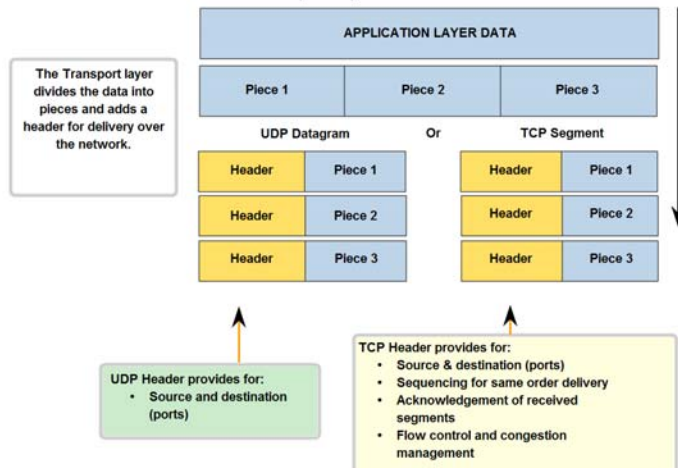 APPLICATION LAYER DATA
The Transport layer
divides the data into
pieces and adds a
header for delivery over
the network.
Piece 1 Piece 2 Piece 3
UDP Datagram Or TCP Segment
Header Piece 1 Header Piece 1
Header Piece 2 Header Piece 2
Header Piece 3 Header Piece 3
UDP Header provides for:
• Source and destination
(ports)
TCP Header provides for:
• Source & destination (ports)
• Sequencing for same order delivery
• Acknowledgement of received
segments
• Flow control and congestion
management